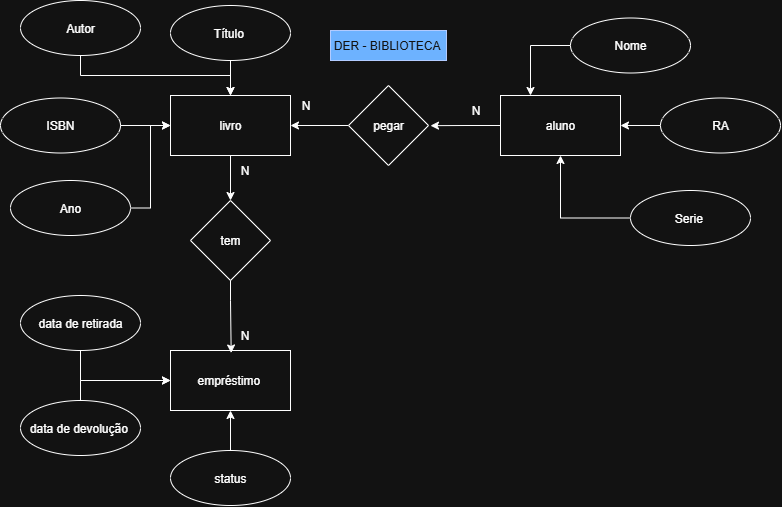 Autor
Título
DER - BIBLIOTECA
Nome
ISBN
livro
N
pegar
N
aluno
RA
N
Ano
Serie
tem
data de retirada
N
empréstimo
data de devolução
status